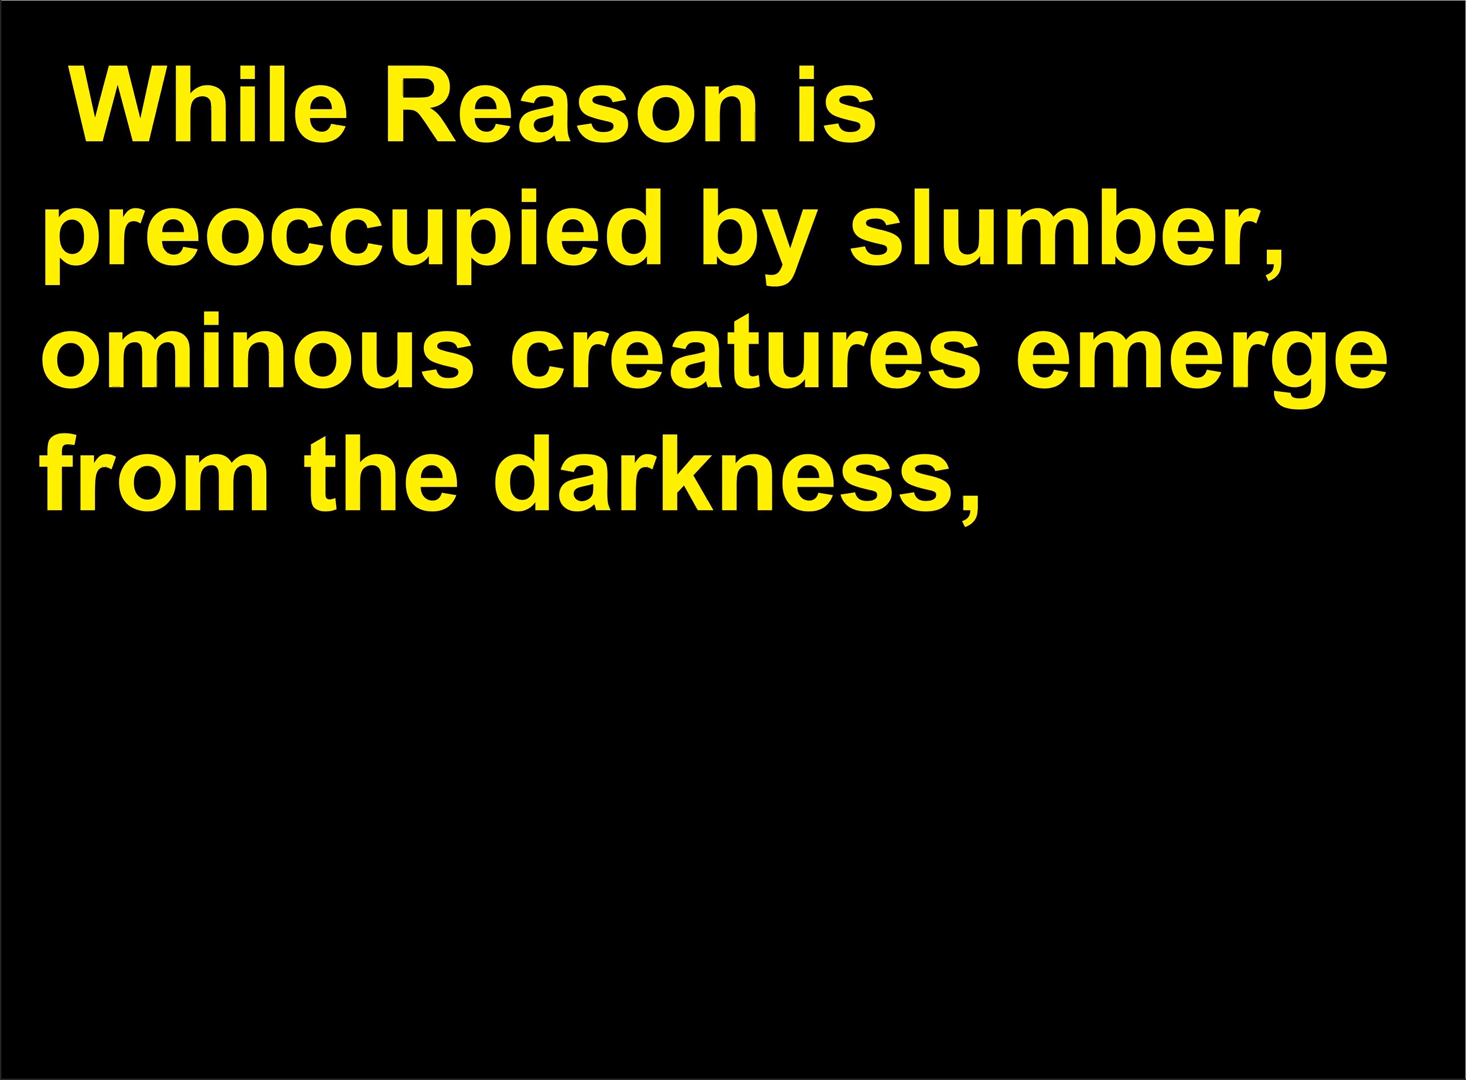 While Reason is
preoccupied by slumber,
ominous creatures emerge
from the darkness,